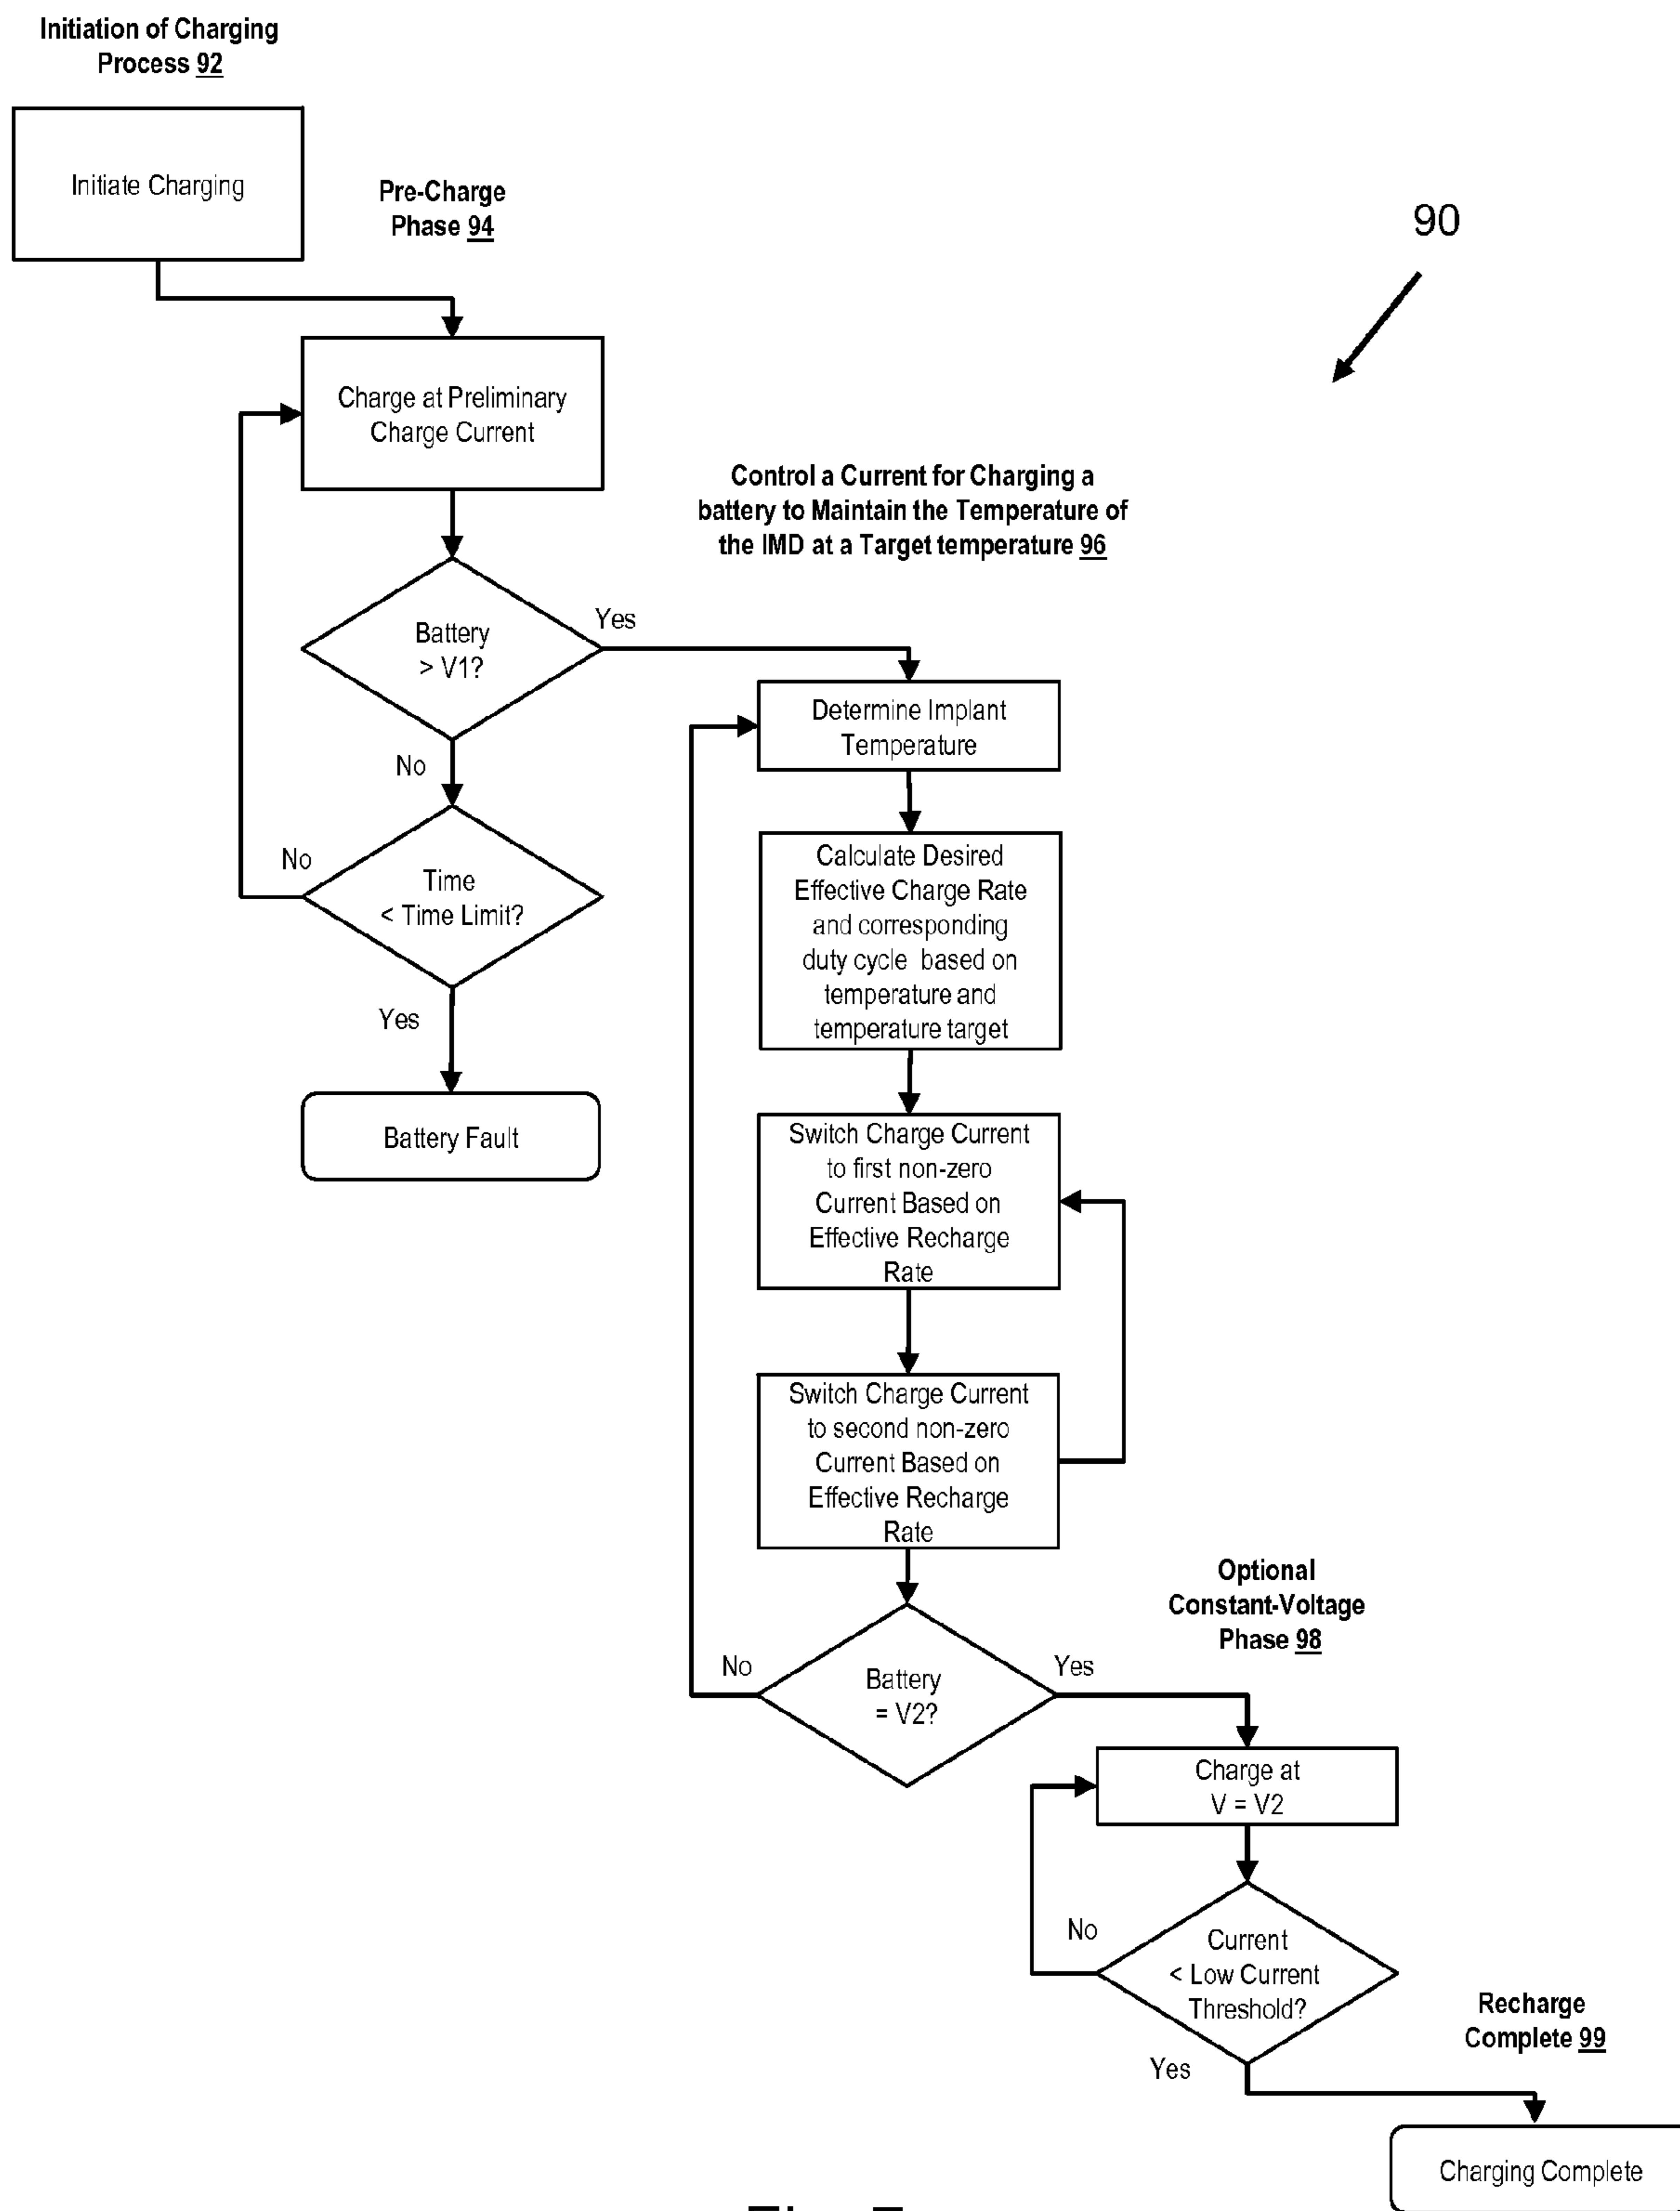 Initiation of Charging
Process 92
Initiate Charging
Pre-Charge
Phase 94
90
Charge at Preliminary
Charge Current
Control a Current for Charging a
battery to Maintain the Temperature of
the IMD at a Target temperature 96
Battery
> V1?
Yes
No
Determine Implant
Temperature
Time
< Time Limit?
No
Yes
Battery Fault
Calculate Desired
Effective Charge Rate
and corresponding
duty cycle based on
temperature and
temperature target
Switch Charge Current
to first non-zero
Current Based on
Effective Recharge
Rate
Switch Charge Current
to second non-zero
Current Based on
Effective Recharge
Rate
Optional
Constant-Voltage
Phase 98
Battery
= V2?
No
Yes
Charge at
V = V2
Current
< Low Current
Threshold?
No
Yes
Recharge
Complete 99
Charging Complete